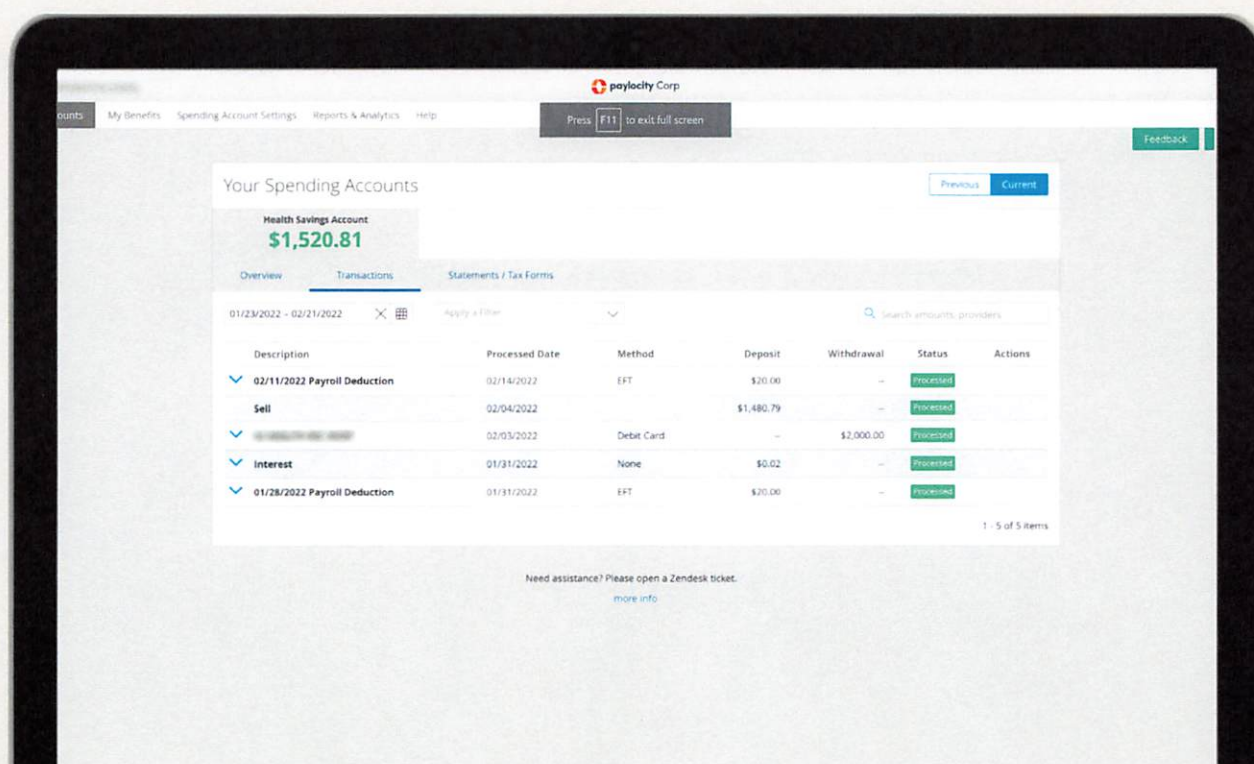 paylocity Corp
ounts My Benefits Spending Account Settings Reports & Analytics Help
Press F11 to exit full screen
Feedback
Your Spending Accounts
Previous Current
Health Savings Account
$1,520.81
Overview Transactions Statements / Tax Forms
01/23/2022 - 02/21/2022 Apply a Filter Search amounts, providers
Description Processed Date Method Deposit Withdrawal Status Actions
02/11/2022 Payroll Deduction 02/14/2022 EFT $20.00 -- Processed
Sell 02/04/2022 $1,480.79 -- Processed
02/03/2022 Debit Card -- $2,000.00 Processed
Interest 01/31/2022 None $0.02 -- Processed
01/28/2022 Payroll Deduction 01/31/2022 EFT $20.00 -- Processed
1 - 5 of 5 items
Need assistance? Please open a Zendesk ticket.
more info